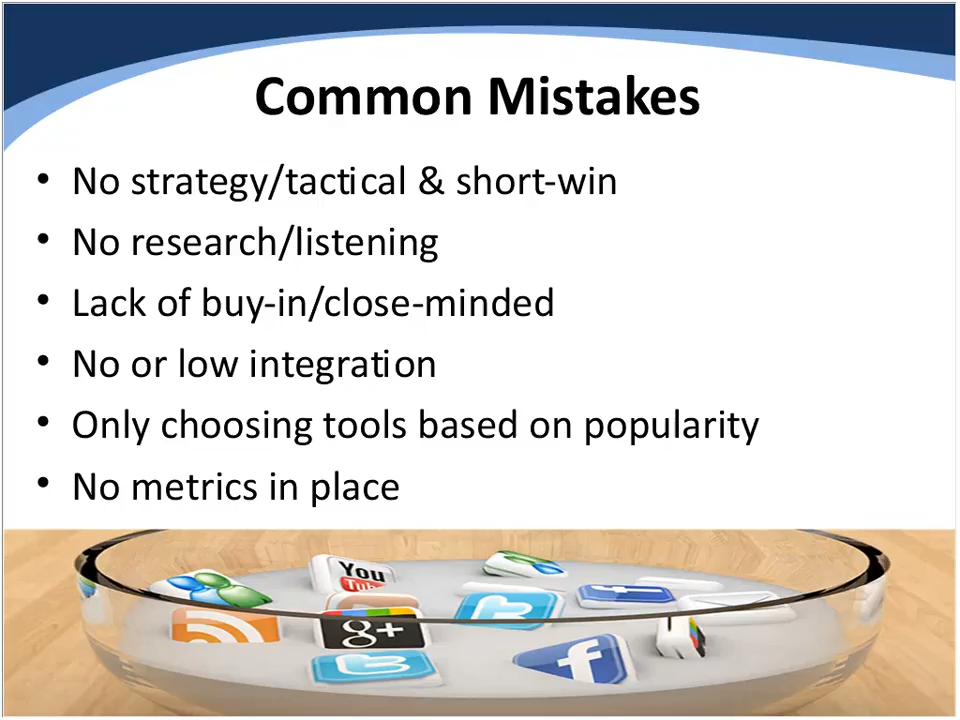 Common Mistakes
• No strategy/tactical & short-win
• No research/listening
• Lack of buy-in/close-minded
• No or low integration
• Only choosing tools based on popularity
• No metrics in place
You
Tube
g+